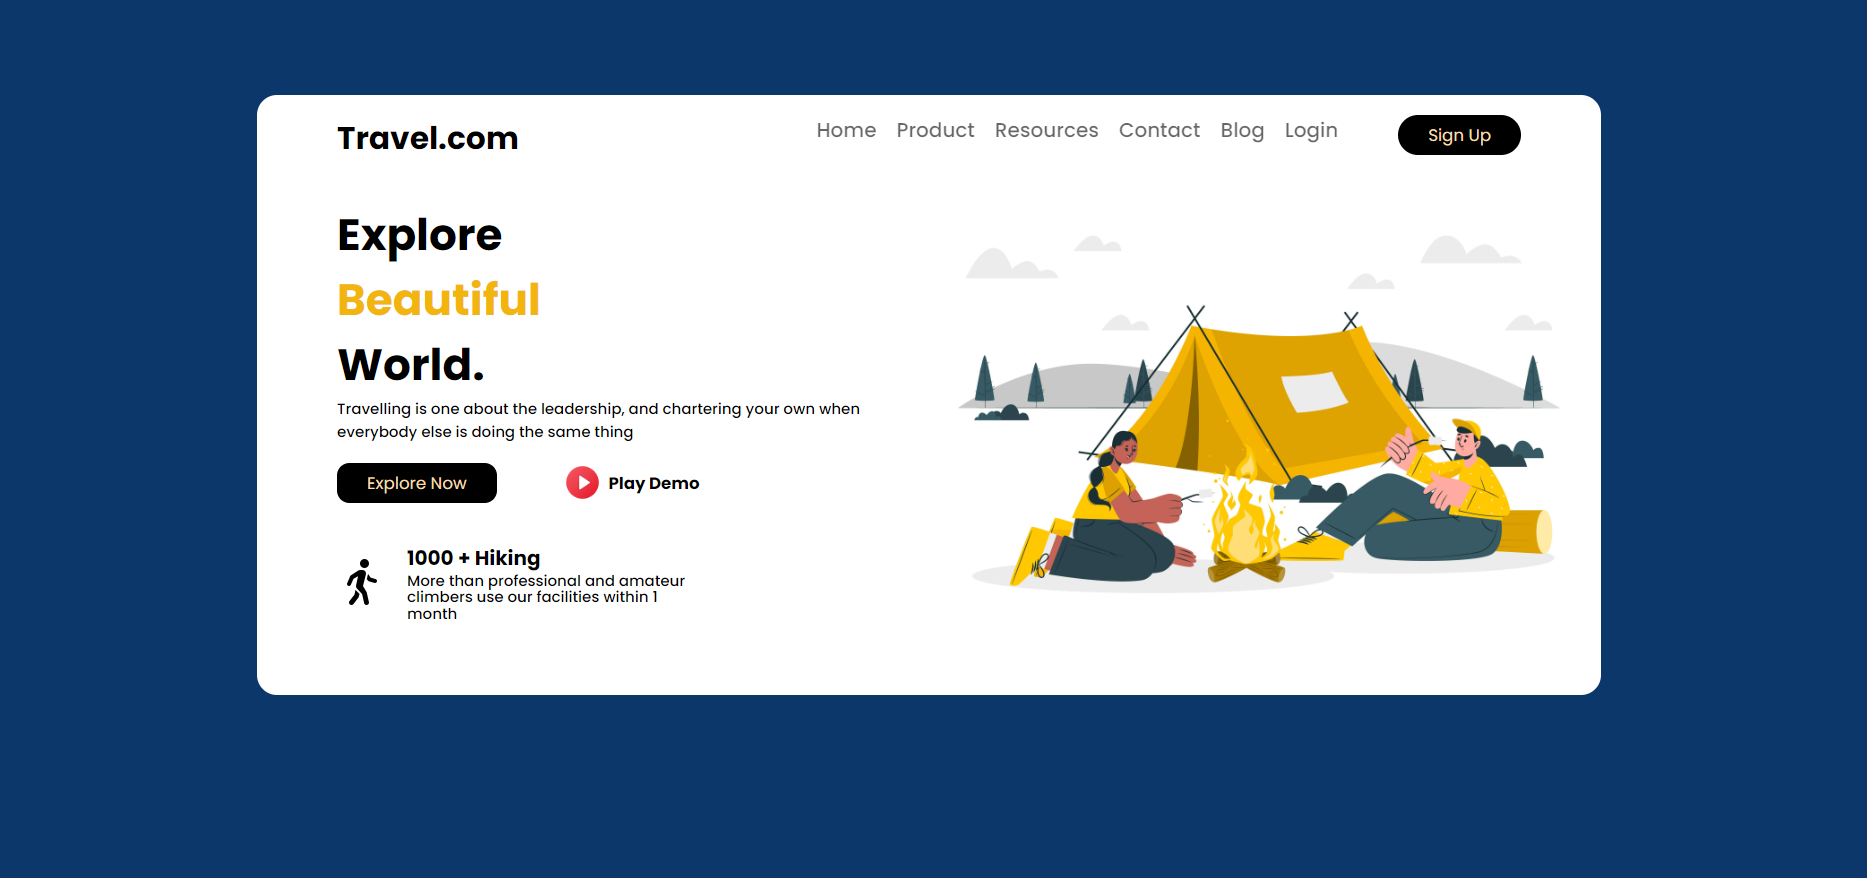 Travel.com
Home Product Resources Contact Blog Login
Sign Up
Explore
Beautiful
World.
Travelling is one about the leadership, and chartering your own when
everybody else is doing the same thing
Explore Now
Play Demo
1000 + Hiking
More than professional and amateur
climbers use our facilities within 1
month